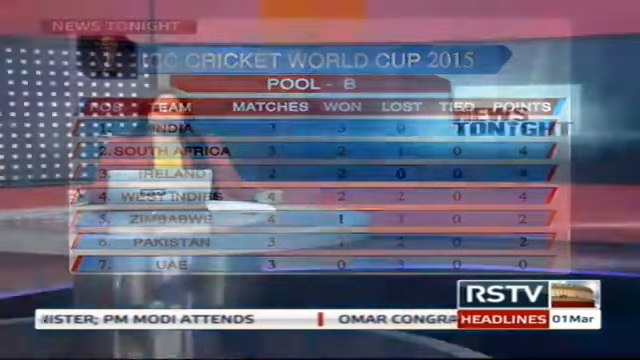 NEWS TONIGHT
ICC CRICKET WORLD CUP 2015
POOL - B
POS TEAM MATCHES WON LOST TIED POINTS
1. INDIA 3 3 0
NEWS TONIGHT
2. SOUTH AFRICA 3 2 1 0 4
3. IRELAND 2 2 0 0 4
4. WEST INDIES 4 2 2 0 4
5. ZIMBABWE 4 1 3 0 2
6. PAKISTAN 3 1 2 0 2
7. UAE 3 0 3 0 0
RSTV
NISTER; PM MODI ATTENDS OMAR CONGRA HEADLINES 01Mar